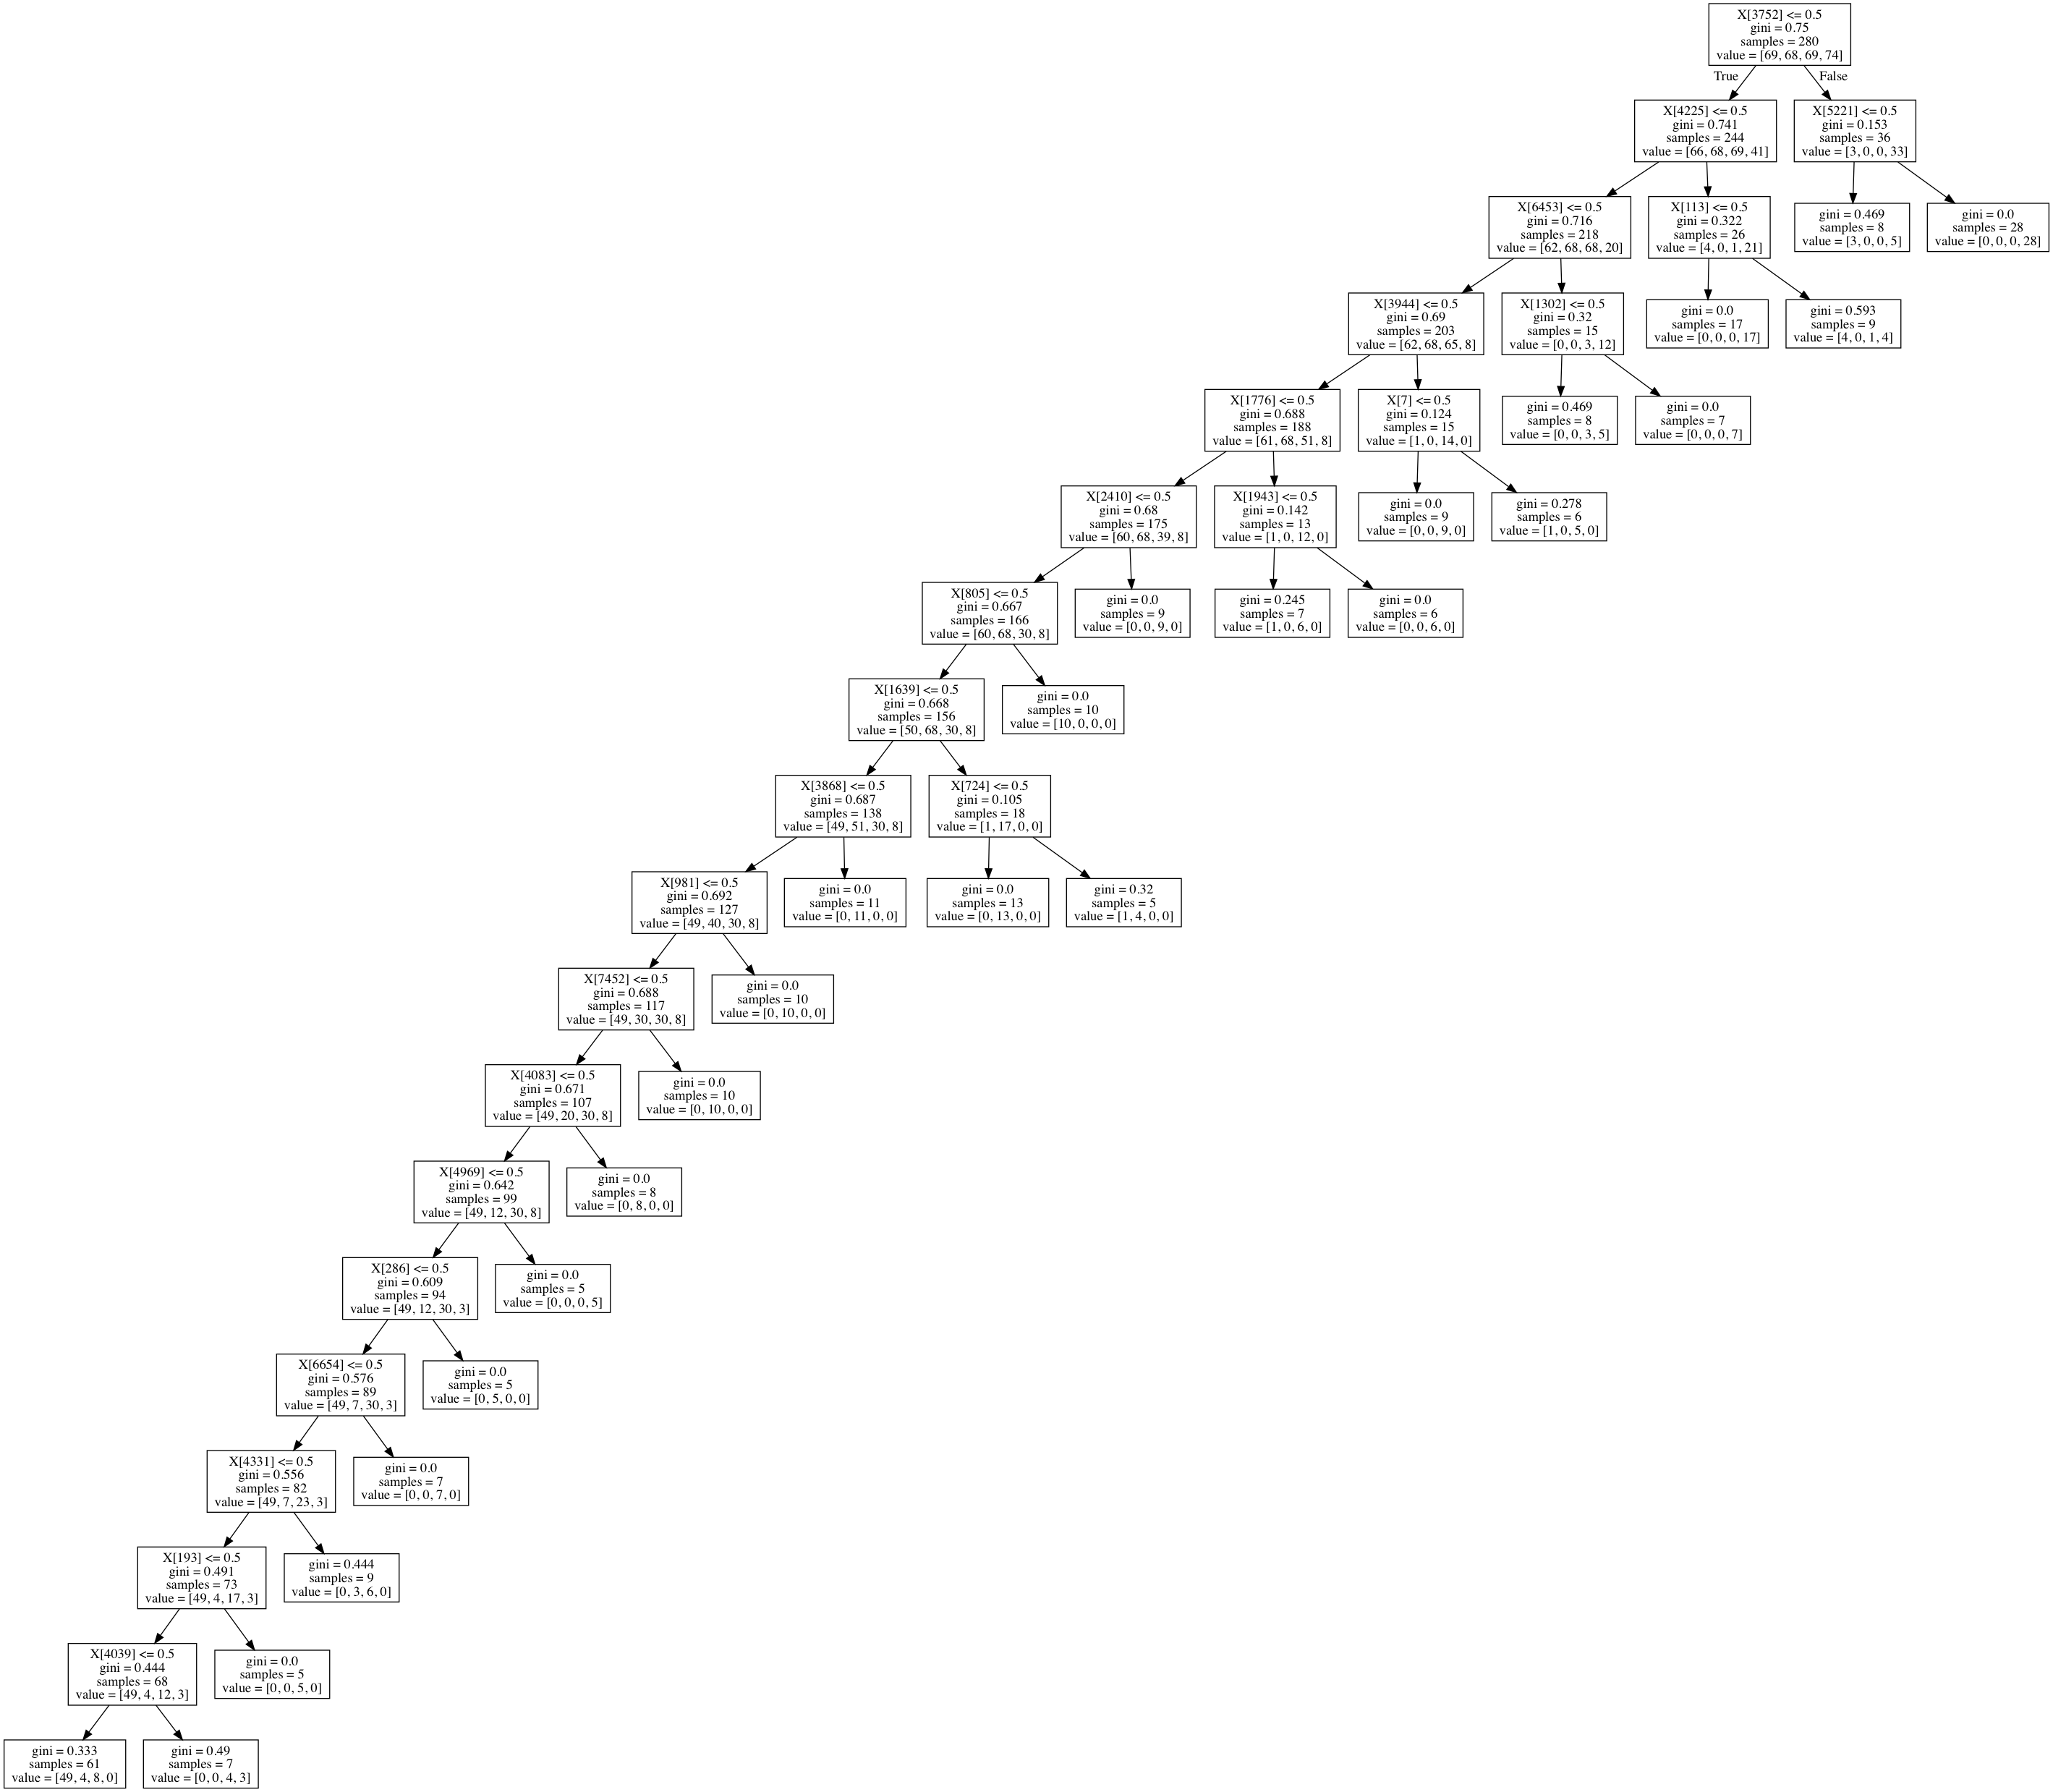 X[3752] <= 0.5
gini = 0.75
samples = 280
value = [69, 68, 69, 74]
True
False
X[4225] <= 0.5
gini = 0.741
samples = 244
value = [66, 68, 69, 41]
X[5221] <= 0.5
gini = 0.153
samples = 36
value = [3, 0, 0, 33]
X[6453] <= 0.5
gini = 0.716
samples = 218
value = [62, 68, 68, 20]
X[113] <= 0.5
gini = 0.322
samples = 26
value = [4, 0, 1, 21]
gini = 0.469
samples = 8
value = [3, 0, 0, 5]
gini = 0.0
samples = 28
value = [0, 0, 0, 28]
X[3944] <= 0.5
gini = 0.69
samples = 203
value = [62, 68, 65, 8]
X[1302] <= 0.5
gini = 0.32
samples = 15
value = [0, 0, 3, 12]
gini = 0.0
samples = 17
value = [0, 0, 0, 17]
gini = 0.593
samples = 9
value = [4, 0, 1, 4]
X[1776] <= 0.5
gini = 0.688
samples = 188
value = [61, 68, 51, 8]
X[7] <= 0.5
gini = 0.124
samples = 15
value = [1, 0, 14, 0]
gini = 0.469
samples = 8
value = [0, 0, 3, 5]
gini = 0.0
samples = 7
value = [0, 0, 0, 7]
X[2410] <= 0.5
gini = 0.68
samples = 175
value = [60, 68, 39, 8]
X[1943] <= 0.5
gini = 0.142
samples = 13
value = [1, 0, 12, 0]
gini = 0.0
samples = 9
value = [0, 0, 9, 0]
gini = 0.278
samples = 6
value = [1, 0, 5, 0]
X[805] <= 0.5
gini = 0.667
samples = 166
value = [60, 68, 30, 8]
gini = 0.0
samples = 9
value = [0, 0, 9, 0]
gini = 0.245
samples = 7
value = [1, 0, 6, 0]
gini = 0.0
samples = 6
value = [0, 0, 6, 0]
X[1639] <= 0.5
gini = 0.668
samples = 156
value = [50, 68, 30, 8]
gini = 0.0
samples = 10
value = [10, 0, 0, 0]
X[3868] <= 0.5
gini = 0.687
samples = 138
value = [49, 51, 30, 8]
X[724] <= 0.5
gini = 0.105
samples = 18
value = [1, 17, 0, 0]
X[981] <= 0.5
gini = 0.692
samples = 127
value = [49, 40, 30, 8]
gini = 0.0
samples = 11
value = [0, 11, 0, 0]
gini = 0.0
samples = 13
value = [0, 13, 0, 0]
gini = 0.32
samples = 5
value = [1, 4, 0, 0]
X[7452] <= 0.5
gini = 0.688
samples = 117
value = [49, 30, 30, 8]
gini = 0.0
samples = 10
value = [0, 10, 0, 0]
X[4083] <= 0.5
gini = 0.671
samples = 107
value = [49, 20, 30, 8]
gini = 0.0
samples = 10
value = [0, 10, 0, 0]
X[4969] <= 0.5
gini = 0.642
samples = 99
value = [49, 12, 30, 8]
gini = 0.0
samples = 8
value = [0, 8, 0, 0]
X[286] <= 0.5
gini = 0.609
samples = 94
value = [49, 12, 30, 3]
gini = 0.0
samples = 5
value = [0, 0, 0, 5]
X[6654] <= 0.5
gini = 0.576
samples = 89
value = [49, 7, 30, 3]
gini = 0.0
samples = 5
value = [0, 5, 0, 0]
X[4331] <= 0.5
gini = 0.556
samples = 82
value = [49, 7, 23, 3]
gini = 0.0
samples = 7
value = [0, 0, 7, 0]
X[193] <= 0.5
gini = 0.491
samples = 73
value = [49, 4, 17, 3]
gini = 0.444
samples = 9
value = [0, 3, 6, 0]
X[4039] <= 0.5
gini = 0.444
samples = 68
value = [49, 4, 12, 3]
gini = 0.0
samples = 5
value = [0, 0, 5, 0]
gini = 0.333
samples = 61
value = [49, 4, 8, 0]
gini = 0.49
samples = 7
value = [0, 0, 4, 3]